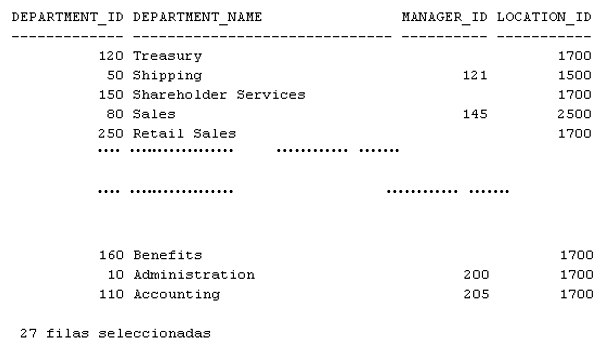 DEPARTMENT_ID DEPARTMENT_NAME MANAGER_ID LOCATION_ID
------------- ------------------------------ ---------- -----------
120 Treasury 1700
50 Shipping 121 1500
150 Shareholder Services 1700
80 Sales 145 2500
250 Retail Sales 1700
.... .............. ............ .......
.... .............. ............ .......
160 Benefits 1700
10 Administration 200 1700
110 Accounting 205 1700
27 filas seleccionadas